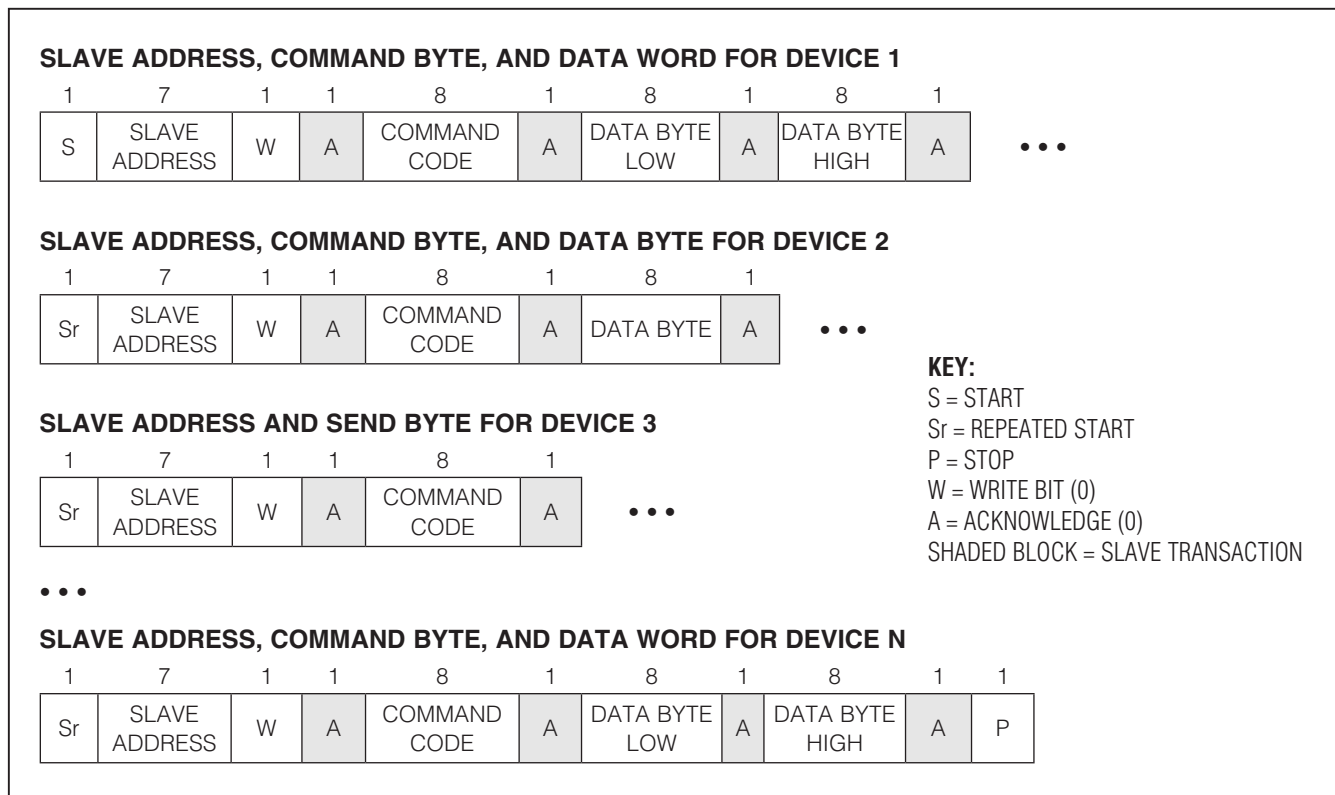 SLAVE ADDRESS, COMMAND BYTE, AND DATA WORD FOR DEVICE 1
1 7 1 1 8 1 8 1 8 1
S SLAVE ADDRESS W A COMMAND CODE A DATA BYTE LOW A DATA BYTE HIGH A •••
SLAVE ADDRESS, COMMAND BYTE, AND DATA BYTE FOR DEVICE 2
1 7 1 1 8 1 8 1
Sr SLAVE ADDRESS W A COMMAND CODE A DATA BYTE A •••
SLAVE ADDRESS AND SEND BYTE FOR DEVICE 3
1 7 1 1 8 1
Sr SLAVE ADDRESS W A COMMAND CODE A •••
•••
KEY:
S = START
Sr = REPEATED START
P = STOP
W = WRITE BIT (0)
A = ACKNOWLEDGE (0)
SHADED BLOCK = SLAVE TRANSACTION
SLAVE ADDRESS, COMMAND BYTE, AND DATA WORD FOR DEVICE N
1 7 1 1 8 1 8 1 8 1 1
Sr SLAVE ADDRESS W A COMMAND CODE A DATA BYTE LOW A DATA BYTE HIGH A P